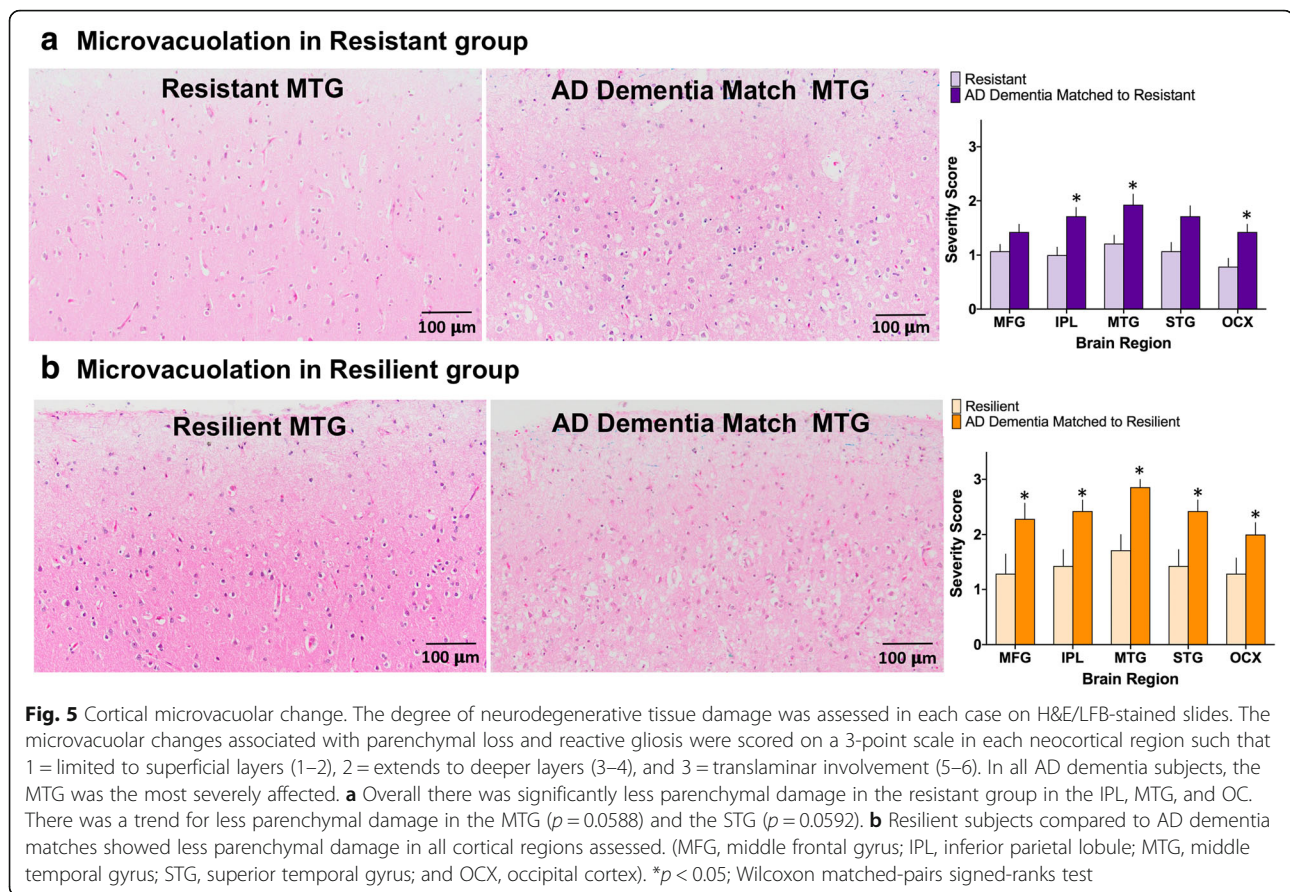 a Microvacuolation in Resistant group
Resistant MTG
AD Dementia Match MTG
100 µm
100 µm
Resistant
AD Dementia Matched to Resistant
Severity Score
3
2
1
0
* * *
MFG IPL MTG STG OCX
Brain Region
b Microvacuolation in Resilient group
Resilient MTG
AD Dementia Match MTG
100 µm
100 µm
Resilient
AD Dementia Matched to Resilient
Severity Score
3
2
1
0
* * * * *
MFG IPL MTG STG OCX
Brain Region
Fig. 5 Cortical microvacuolar change. The degree of neurodegenerative tissue damage was assessed in each case on H&E/LFB-stained slides. The
microvacuolar changes associated with parenchymal loss and reactive gliosis were scored on a 3-point scale in each neocortical region such that
1 = limited to superficial layers (1–2), 2 = extends to deeper layers (3–4), and 3 = translaminar involvement (5–6). In all AD dementia subjects, the
MTG was the most severely affected. a Overall there was significantly less parenchymal damage in the resistant group in the IPL, MTG, and OC.
There was a trend for less parenchymal damage in the MTG (p = 0.0588) and the STG (p = 0.0592). b Resilient subjects compared to AD dementia
matches showed less parenchymal damage in all cortical regions assessed. (MFG, middle frontal gyrus; IPL, inferior parietal lobule; MTG, middle
temporal gyrus; STG, superior temporal gyrus; and OCX, occipital cortex). *p < 0.05; Wilcoxon matched-pairs signed-ranks test